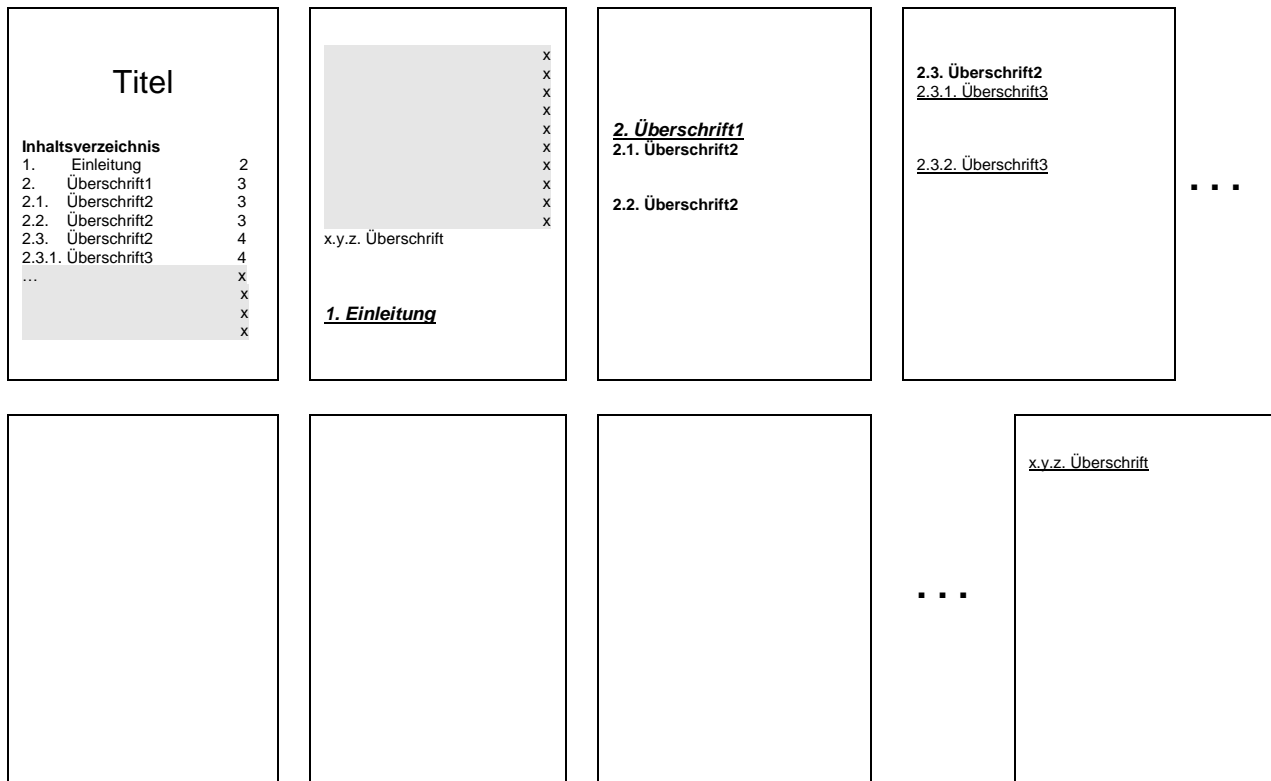 Titel
Inhaltsverzeichnis
1. Einleitung 2
2. Überschrift1 3
2.1. Überschrift2 3
2.2. Überschrift2 3
2.3. Überschrift2 4
2.3.1. Überschrift3 4
… x
x
x
x
x
x
x
x
x
x
x
x
x
x
x.y.z. Überschrift
1. Einleitung
2. Überschrift1
2.1. Überschrift2
2.2. Überschrift2
2.3. Überschrift2
2.3.1. Überschrift3
2.3.2. Überschrift3
. . .
. . .
x.y.z. Überschrift